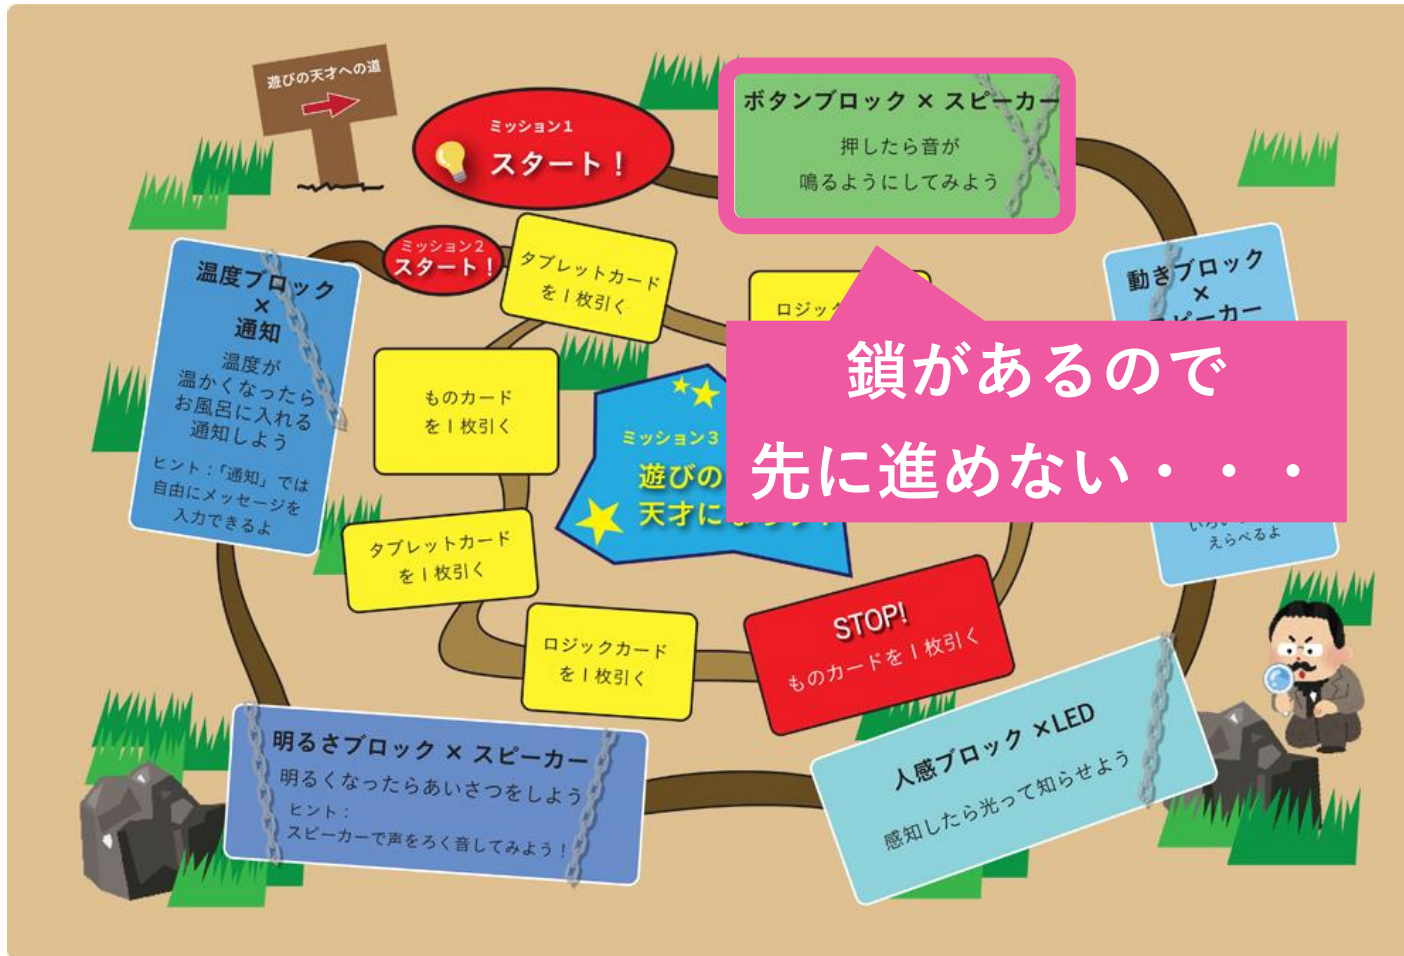 遊びの天才への道
ミッション1
スタート！
ボタンブロック × スピーカー
押したら音が
鳴るようにしてみよう
動きブロック
×
スピーカー
えらべるよ
鎖があるので
先に進めない・・・
人感ブロック ×LED
感知したら光って知らせよう
明るさブロック × スピーカー
明るくなったらあいさつをしよう
ヒント：
スピーカーで声をろく音してみよう！
温度ブロック
×
通知
温度が
温かくなったら
お風呂に入れる
通知しよう
ヒント：「通知」では
自由にメッセージを
入力できるよ
ミッション2
スタート！
タブレットカード
を1枚引く
ものカード
を1枚引く
タブレットカード
を1枚引く
ロジックカード
を1枚引く
STOP!
ものカードを1枚引く
ロジック
ミッション3
遊びの
天才に